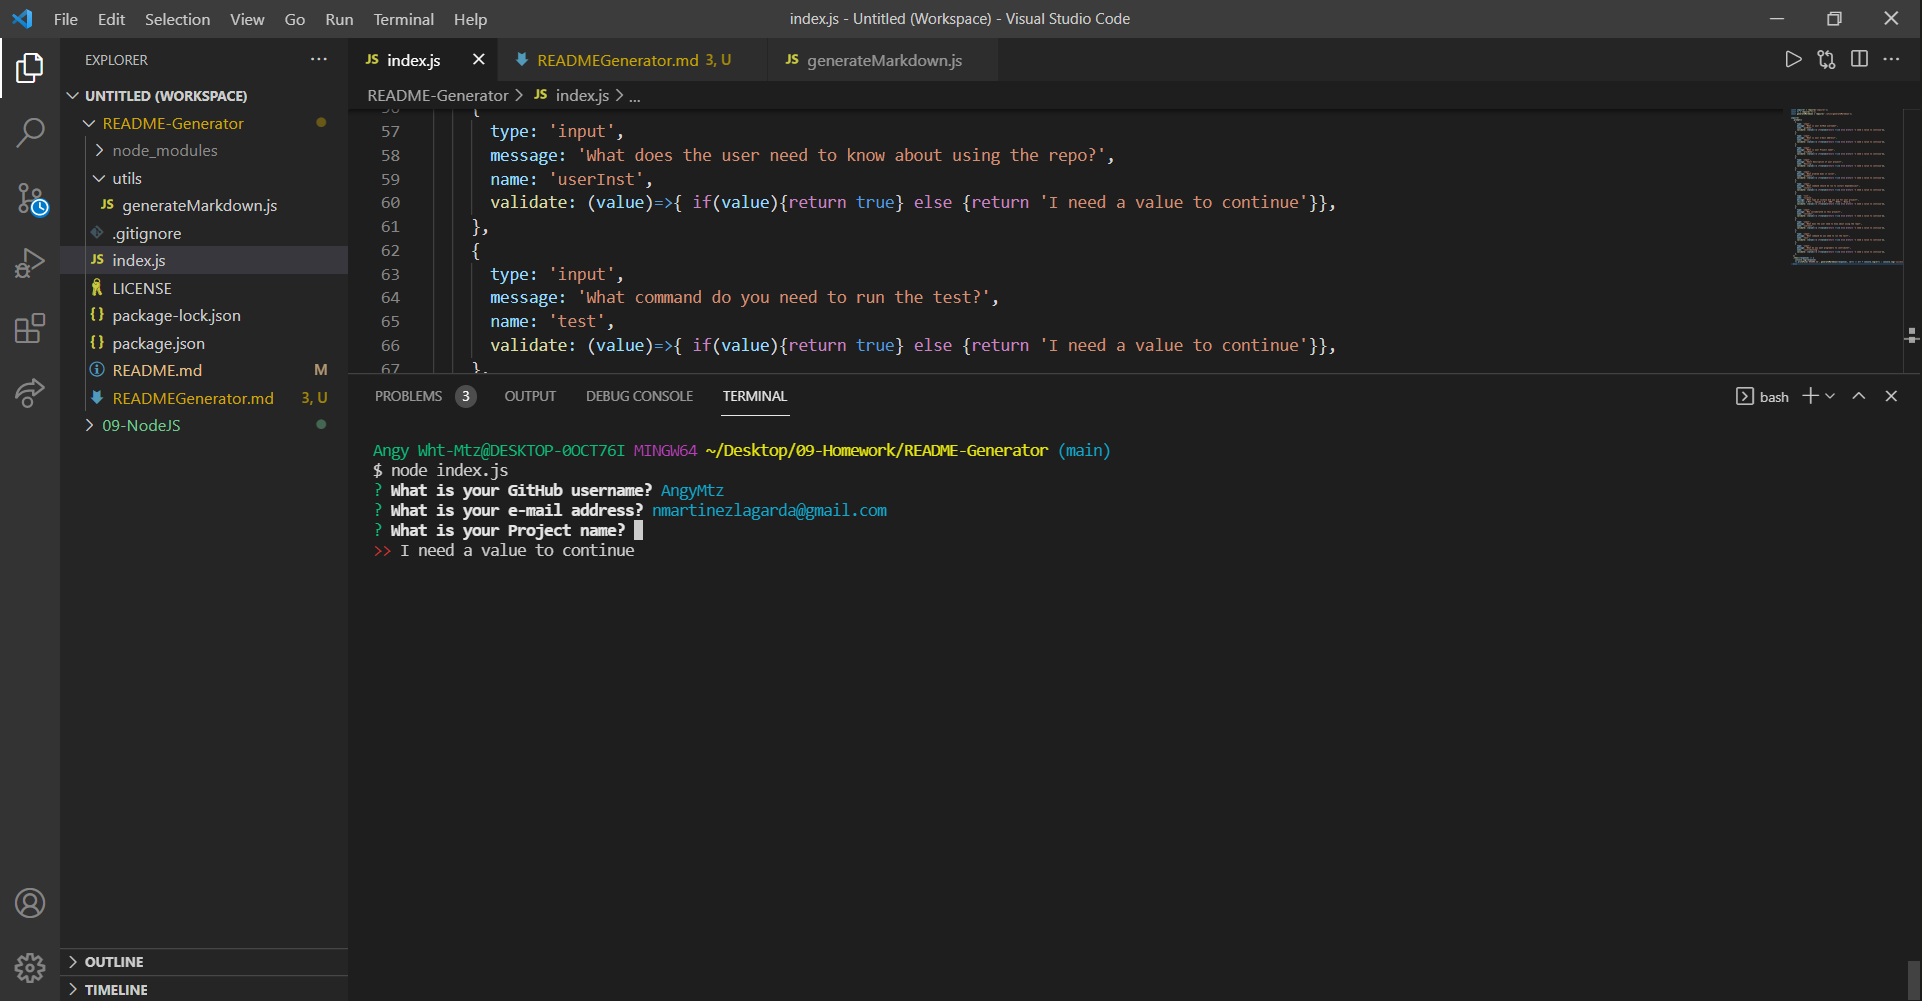 File Edit Selection View Go Run Terminal Help
index.js - Untitled (Workspace) - Visual Studio Code
EXPLORER
UNTITLED (WORKSPACE)
README-Generator
node_modules
utils
JS generateMarkdown.js
.gitignore
JS index.js
LICENSE
{} package-lock.json
{} package.json
README.md M
READMEGenerator.md 3, U
09-NodeJS
OUTLINE
TIMELINE
JS index.js
READMEGenerator.md 3, U
JS generateMarkdown.js
README-Generator > JS index.js > ...
56 {
57 type: 'input',
58 message: 'What does the user need to know about using the repo?',
59 name: 'userInst',
60 validate: (value)=>{ if(value){return true} else {return 'I need a value to continue'}},
61 },
62 {
63 type: 'input',
64 message: 'What command do you need to run the test?',
65 name: 'test',
66 validate: (value)=>{ if(value){return true} else {return 'I need a value to continue'}},
67 },
PROBLEMS 3 OUTPUT DEBUG CONSOLE TERMINAL
bash
Angy Wht-Mtz@DESKTOP-0OCT76I MINGW64 ~/Desktop/09-Homework/README-Generator (main)
$ node index.js
? What is your GitHub username? AngyMtz
? What is your e-mail address? nmartinezlagarda@gmail.com
? What is your Project name?
>> I need a value to continue